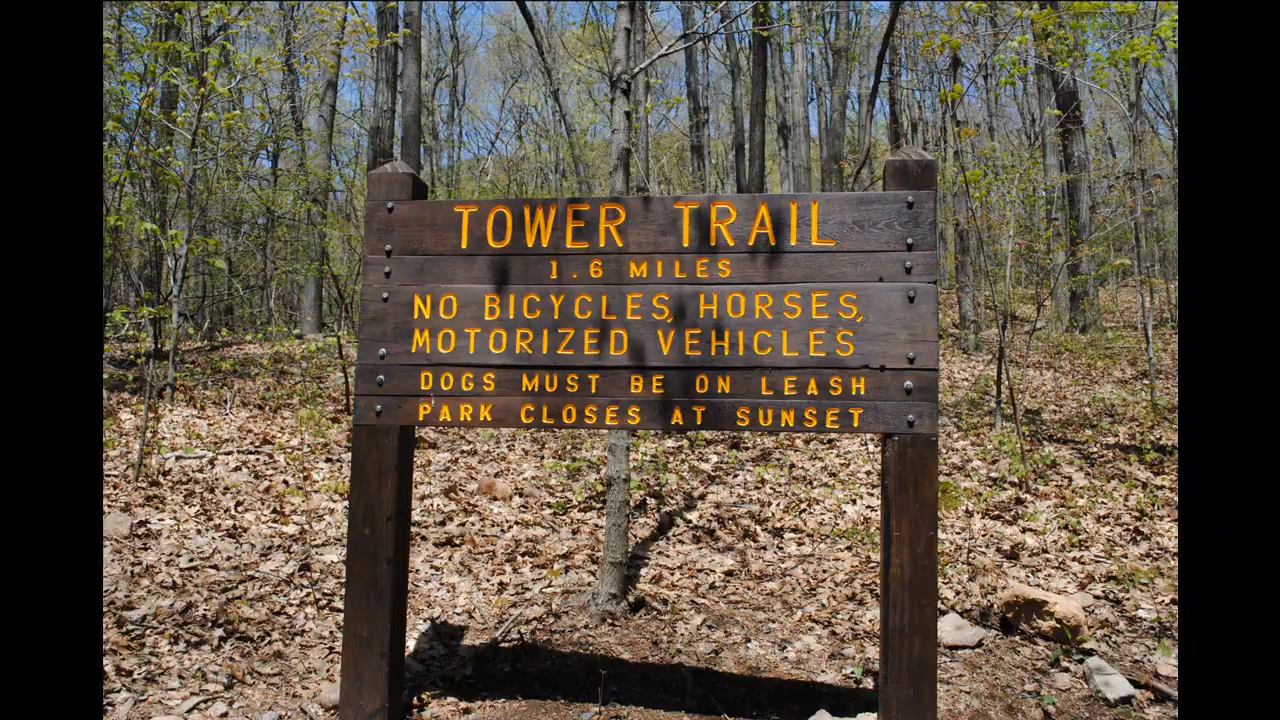 TOWER TRAIL
1.6 MILES
NO BICYCLES, HORSES,
MOTORIZED VEHICLES
DOGS MUST BE ON LEASH
PARK CLOSES AT SUNSET